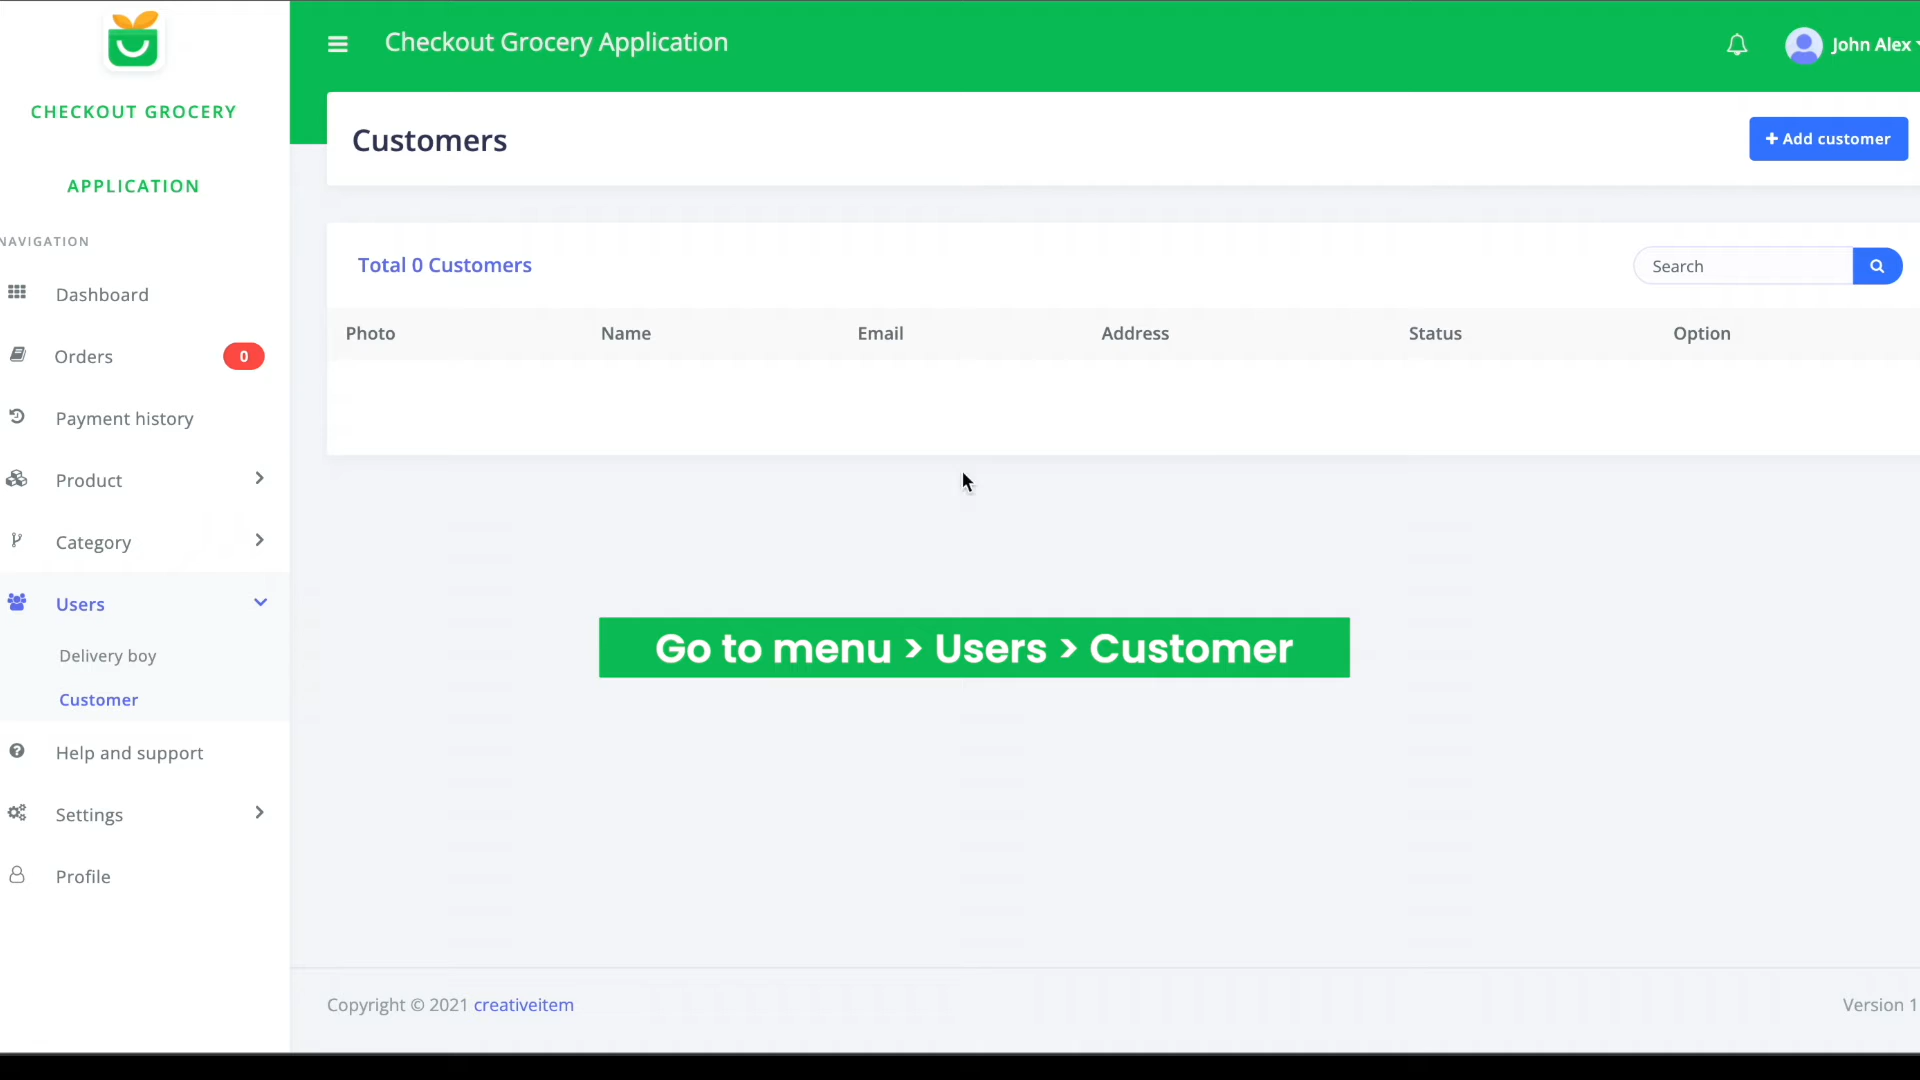 CHECKOUT GROCERY
APPLICATION
NAVIGATION
Dashboard
Orders 0
Payment history
Product
Category
Users
Delivery boy
Customer
Help and support
Settings
Profile
Checkout Grocery Application
John Alex
Customers
+ Add customer
Total 0 Customers
Search
Photo Name Email Address Status Option
Go to menu > Users > Customer
Copyright © 2021 creativeitem
Version 1